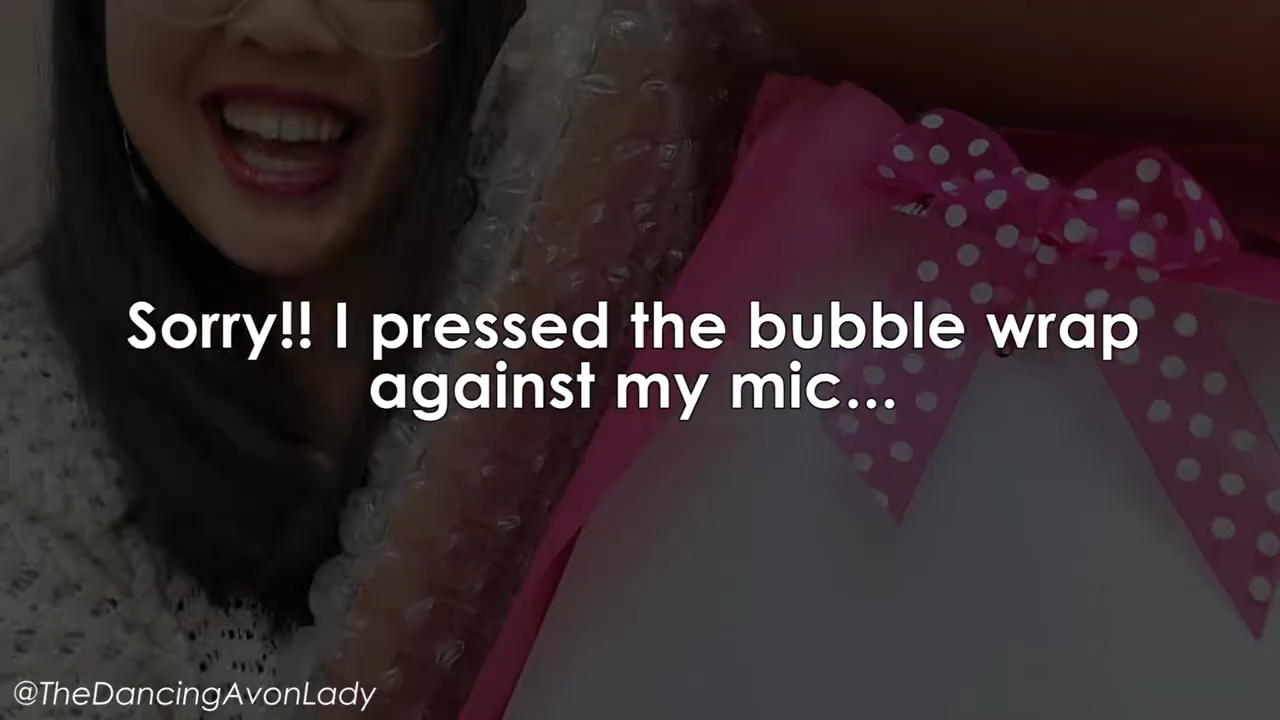 Sorry!! I pressed the bubble wrap
against my mic...
@TheDancingAvonLady